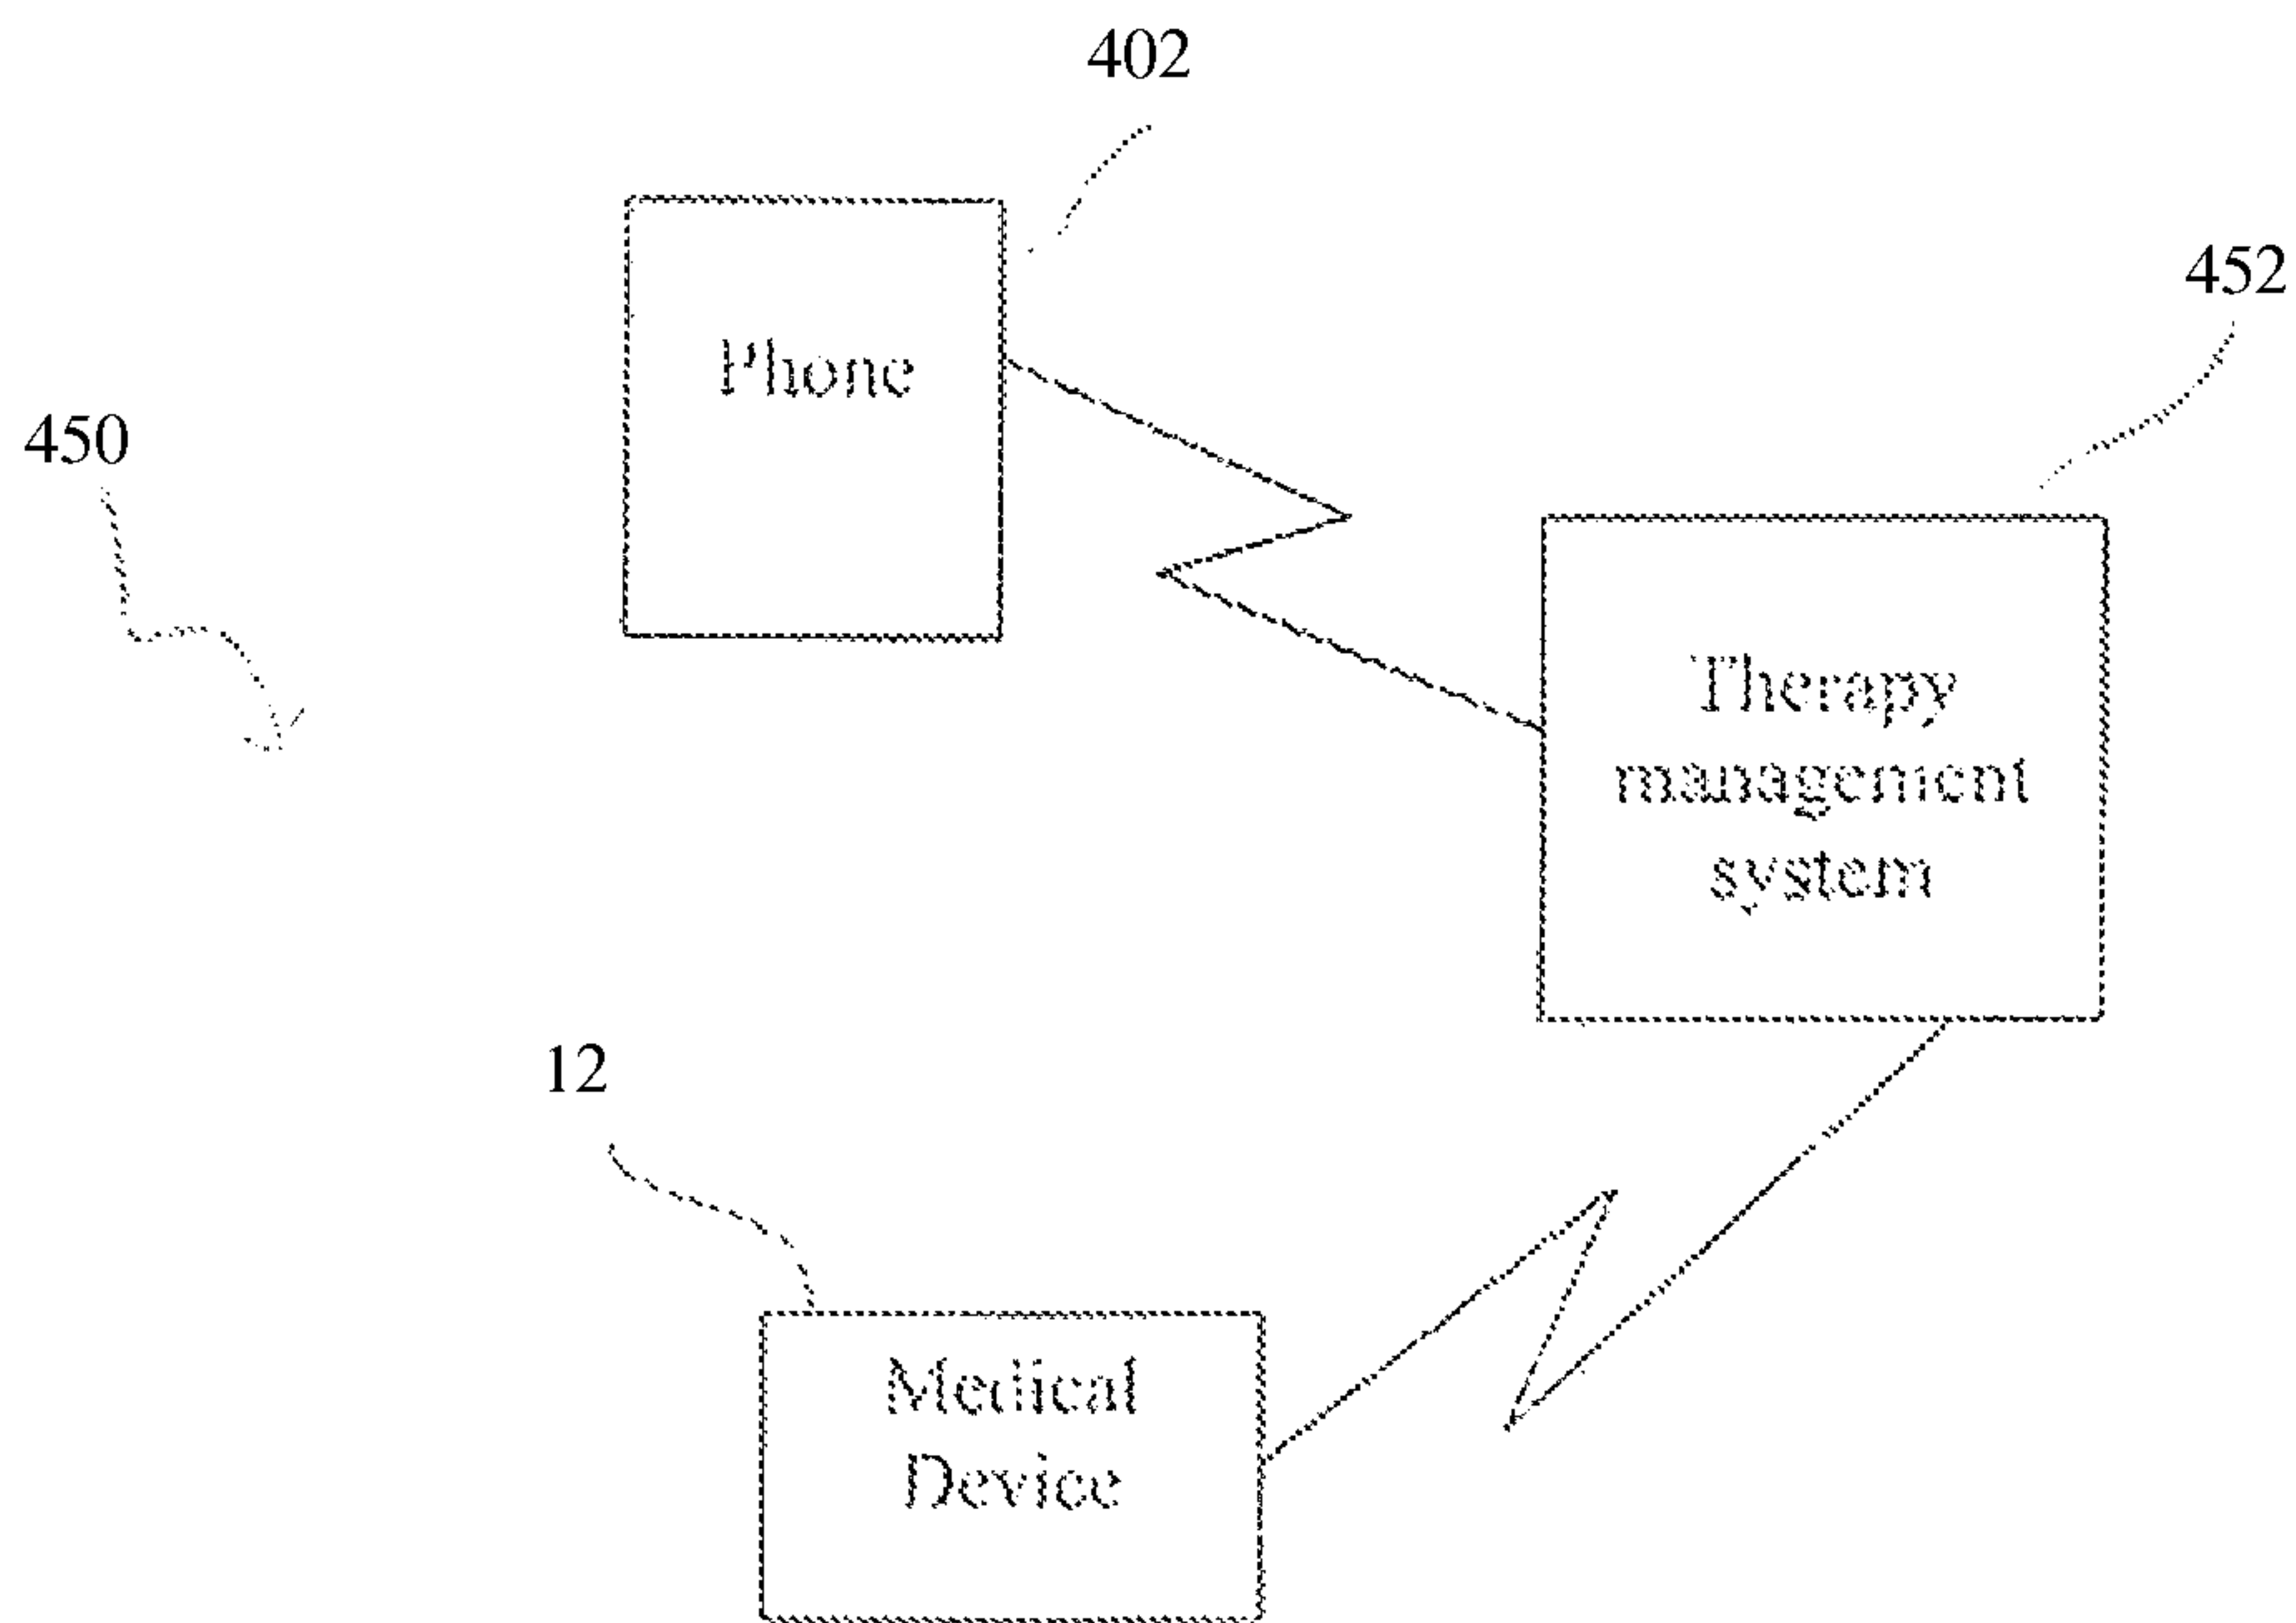 402
452
Phone
450
Therapy
management
system
12
Medical
Device